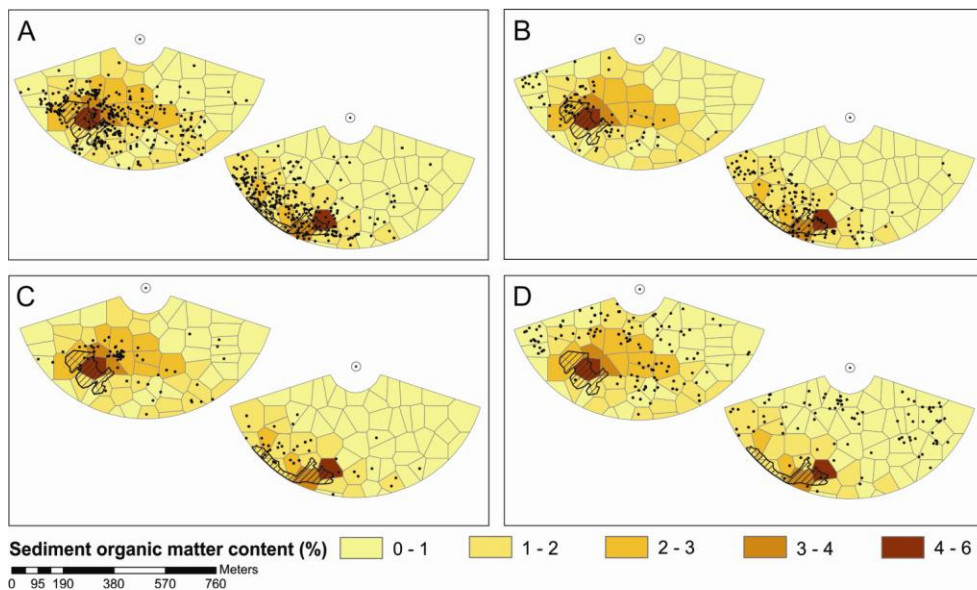 A
B
C
D
Sediment organic matter content (%) 0 - 1 1 - 2 2 - 3 3 - 4 4 - 6
Meters
0 95 190 380 570 760